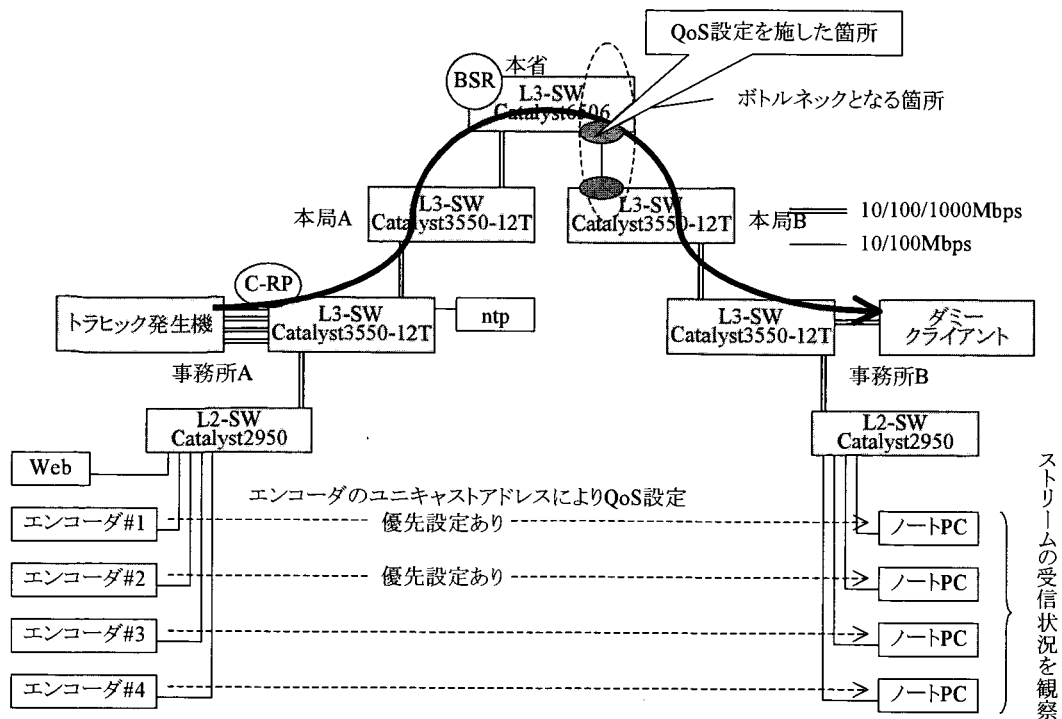 QoS設定を施した箇所
本省
BSR
L3-SW
Catalyst6506
ボトルネックとなる箇所
本局A
L3-SW
Catalyst3550-12T
L3-SW
Catalyst3550-12T
本局B
10/100/1000Mbps
10/100Mbps
C-RP
トラヒック発生機
L3-SW
Catalyst3550-12T
ntp
L3-SW
Catalyst3550-12T
ダミー
クライアント
事務所A
事務所B
L2-SW
Catalyst2950
L2-SW
Catalyst2950
Web
エンコーダのユニキャストアドレスによりQoS設定
エンコーダ#1
優先設定あり
ノートPC
エンコーダ#2
優先設定あり
ノートPC
エンコーダ#3
ノートPC
エンコーダ#4
ノートPC
ストリームの受信状況を観察